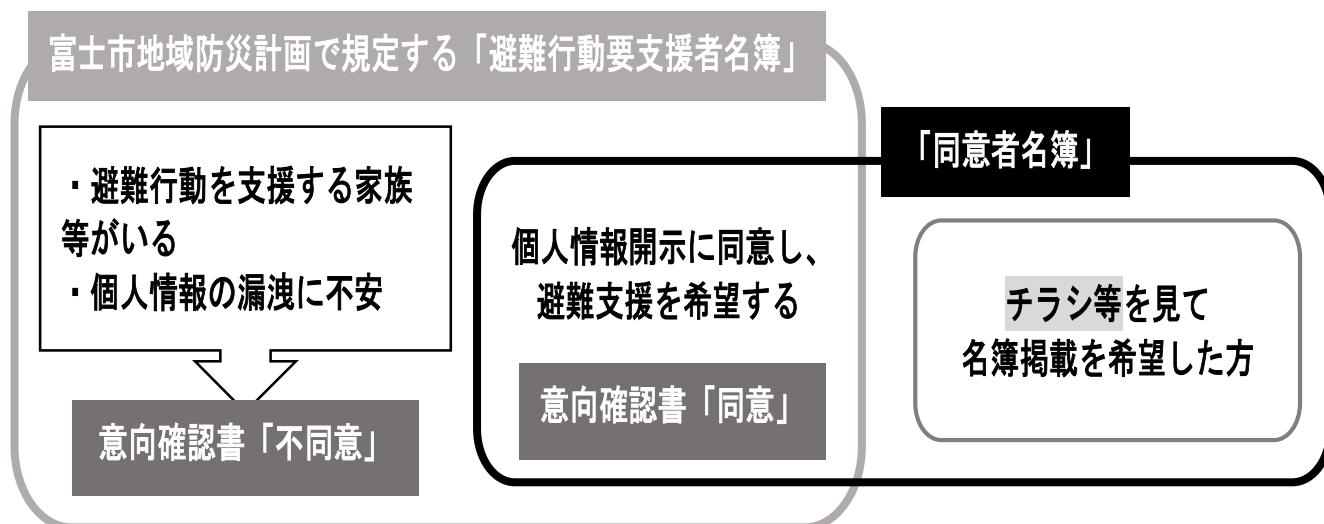 富士市地域防災計画で規定する「避難行動要支援者名簿」
・避難行動を支援する家族
等がいる
・個人情報の漏洩に不安
意向確認書「不同意」
「同意者名簿」
個人情報開示に同意し、
避難支援を希望する
意向確認書「同意」
チラシ等を見て
名簿掲載を希望した方